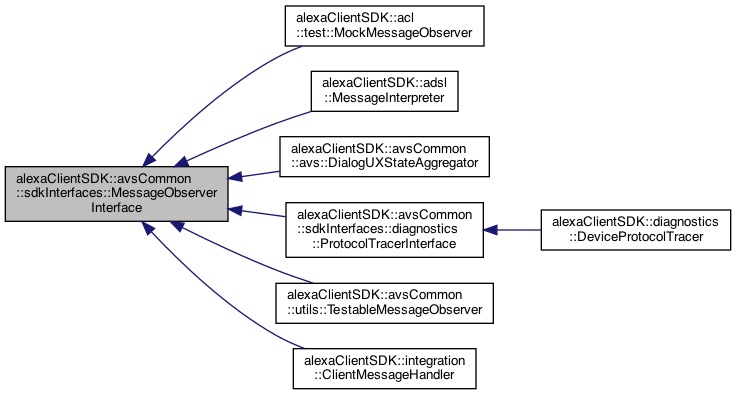 alexaClientSDK::acl
::test::MockMessageObserver
alexaClientSDK::adsl
::MessageInterpreter
alexaClientSDK::avsCommon
::avs::DialogUXStateAggregator
alexaClientSDK::avsCommon
::sdkInterfaces::MessageObserver
Interface
alexaClientSDK::avsCommon
::sdkInterfaces::diagnostics
::ProtocolTracerInterface
alexaClientSDK::diagnostics
::DeviceProtocolTracer
alexaClientSDK::avsCommon
::utils::TestableMessageObserver
alexaClientSDK::integration
::ClientMessageHandler